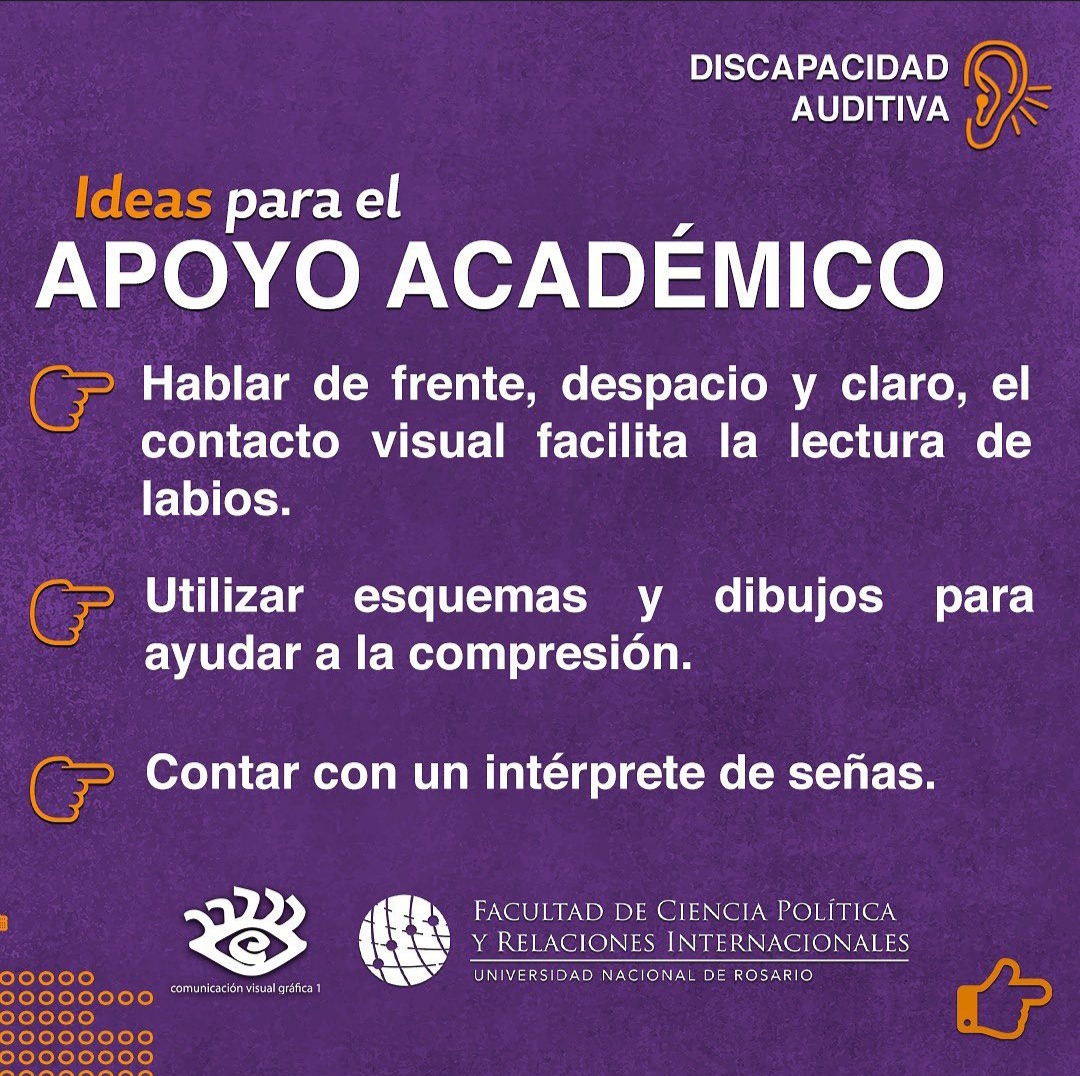 DISCAPACIDAD
AUDITIVA
Ideas para el
APOYO ACADÉMICO
Hablar de frente, despacio y claro, el
contacto visual facilita la lectura de
labios.
Utilizar esquemas y dibujos para
ayudar a la compresión.
Contar con un intérprete de señas.
comunicación visual gráfica 1
FACULTAD DE CIENCIA POLÍTICA
Y RELACIONES INTERNACIONALES
UNIVERSIDAD NACIONAL DE ROSARIO